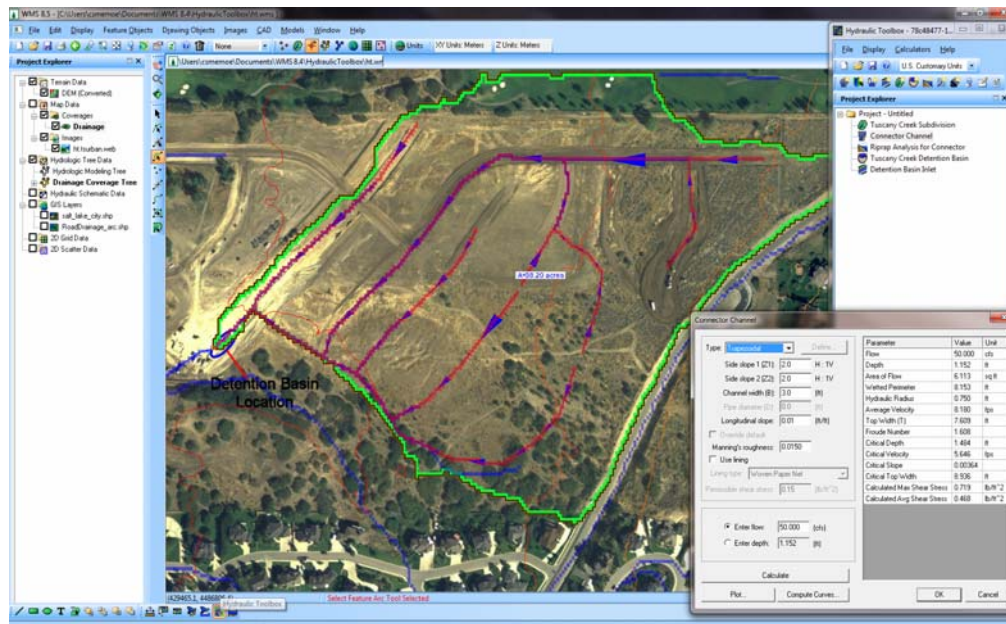 WMS 8.5 - [C:\Users\csmemoe\Documents\WMS 8.4\HydraulicToolbox\ht.wms]
File Edit Display Feature Objects Drawing Objects Images CAD Models Window Help
None
Units XY Units: Meters Z Units: Meters
Project Explorer
Terrain Data
DEM (Converted)
Map Data
Coverages
Drainage
Images
ht.tsurban.web
Hydrologic Tree Data
Hydrologic Modeling Tree
Drainage Coverage Tree
Hydraulic Schematic Data
GIS Layers
salt_lake_city.shp
RoadDrainage_arc.shp
2D Grid Data
2D Scatter Data
\Users\csmemoe\Documents\WMS 8.4\HydraulicToolbox\ht.wms
acres
Detention Basin
Location
Select Feature Arc Tool Selected
Hydraulic Toolbox
Hydraulic Toolbox - 78c48477-1...
File Display Calculators Help
U.S. Customary Units
Project Explorer
Project - Untitled
Tuscany Creek Subdivision
Connector Channel
Riprap Analysis for Connector
Tuscany Creek Detention Basin
Detention Basin Inlet
Connector Channel
Type: Trapezoidal Define...
Side slope 1 (Z1): 2.0 H : 1V
Side slope 2 (Z2): 2.0 H : 1V
Channel width (B): 3.0 (ft)
Pipe diameter (D): 0.0 (ft)
Longitudinal slope: 0.01 (ft/ft)
Override default
Manning's roughness: 0.0150
Use lining
Lining type: Woven Paper Net
Permissible shear stress: 0.15 (lb/ft^2)
Enter flow: 50.000 (cfs)
Enter depth: 1.152 (ft)
Calculate
Plot... Compute Curves...
Parameter Value Unit
Flow 50.000 cfs
Depth 1.152 ft
Area of Flow 6.113 sq ft
Wetted Perimeter 8.153 ft
Hydraulic Radius 0.750 ft
Average Velocity 8.180 fps
Top Width (T) 7.609 ft
Froude Number 1.608
Critical Depth 1.484 ft
Critical Velocity 5.646 fps
Critical Slope 0.00364
Critical Top Width 8.936 ft
Calculated Max Shear Stress 0.719 lb/ft^2
Calculated Avg Shear Stress 0.468 lb/ft^2
OK Cancel